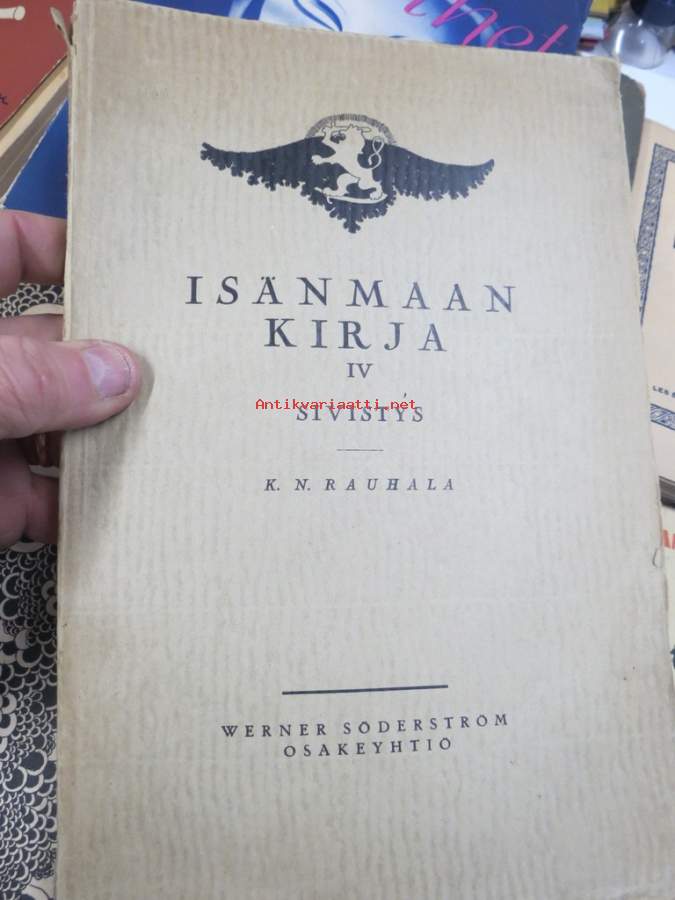 ISÄNMAAN
KIRJA
IV
Antikvariaatti.net
SIVISTYS
K. N. RAUHALA
WERNER SÖDERSTRÖM
OSAKEYHTIÖ